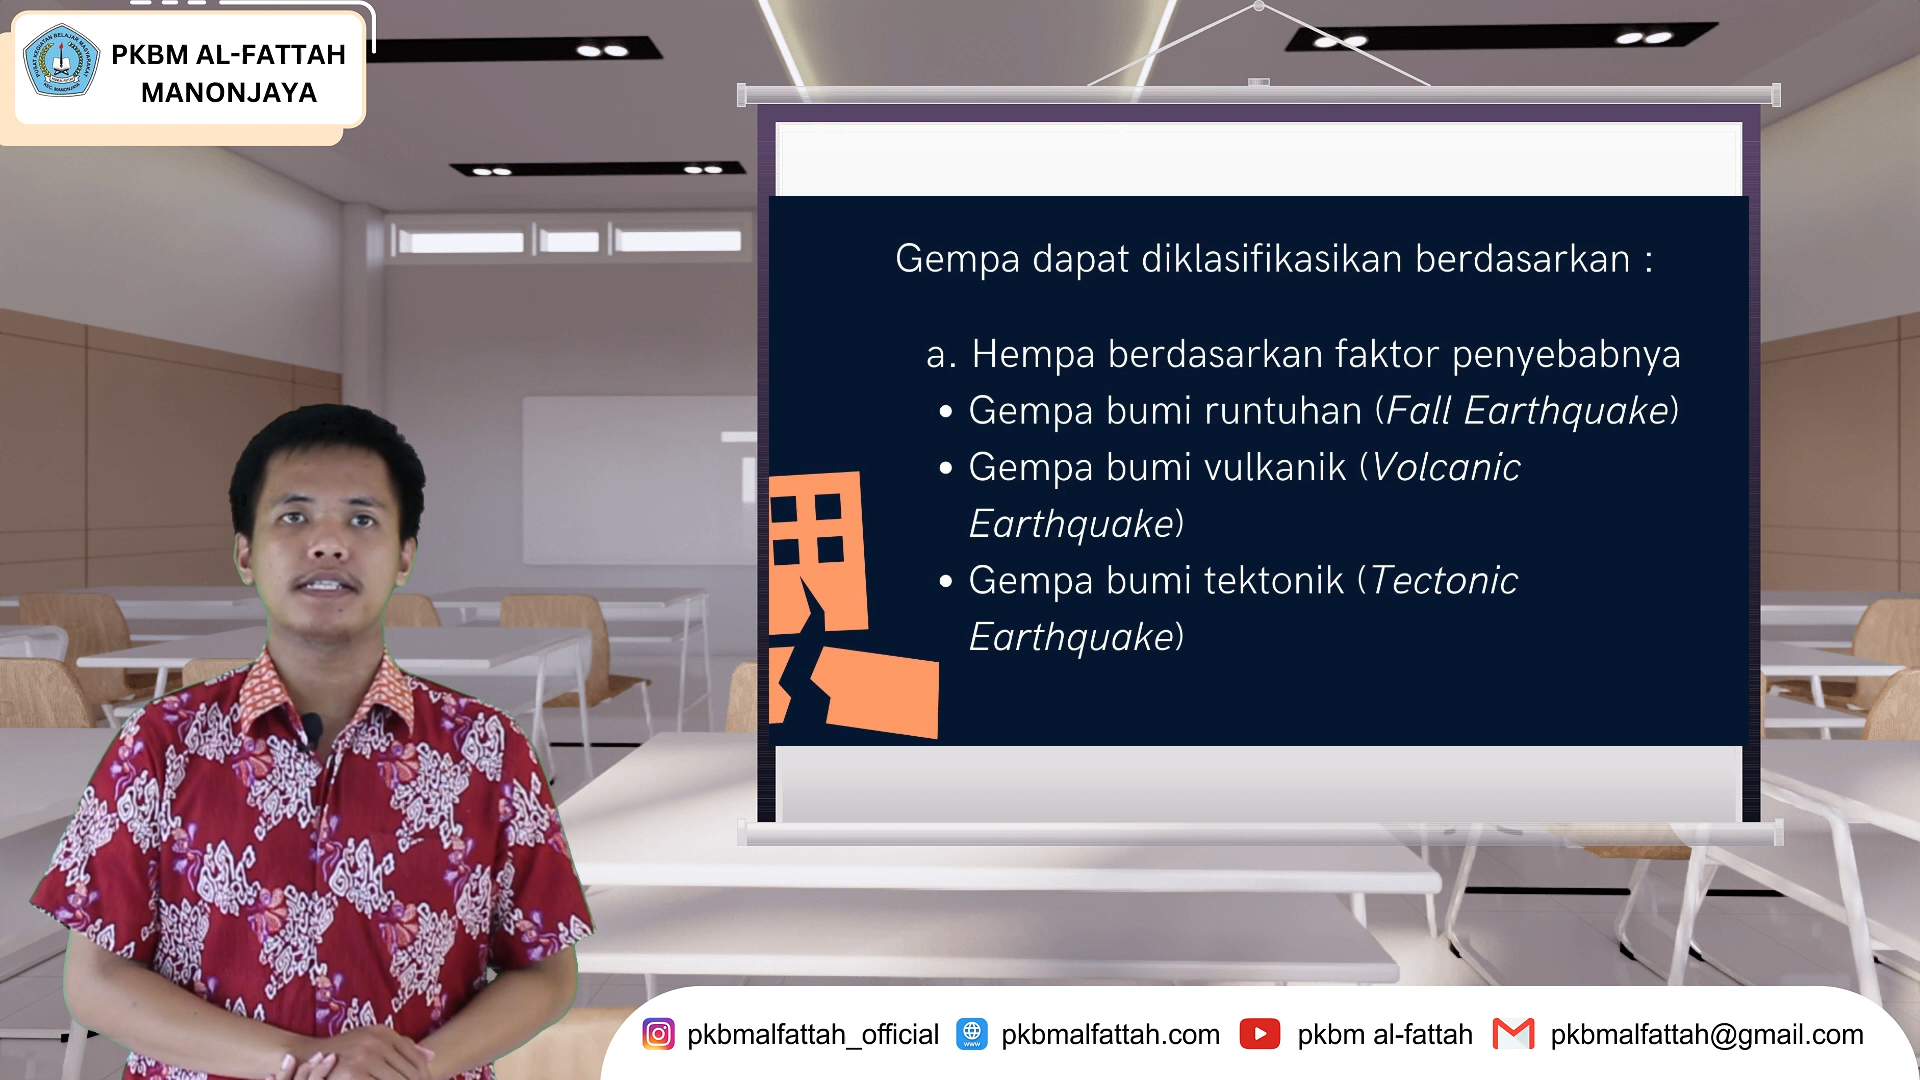 PKBM AL-FATTAH
MANONJAYA
Gempa dapat diklasifikasikan berdasarkan :
a. Hempa berdasarkan faktor penyebabnya
• Gempa bumi runtuhan (Fall Earthquake)
• Gempa bumi vulkanik (Volcanic
Earthquake)
• Gempa bumi tektonik (Tectonic
Earthquake)
pkbmalfattah_official
pkbmalfattah.com
pkbm al-fattah
pkbmalfattah@gmail.com